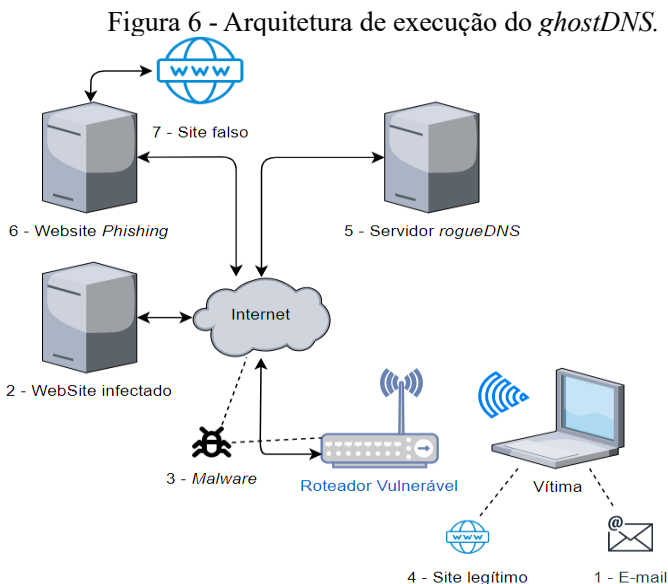 Figura 6 - Arquitetura de execução do ghostDNS.
WWW
7 - Site falso
6 - Website Phishing
5 - Servidor rogueDNS
Internet
2 - WebSite infectado
3 - Malware
Roteador Vulnerável
Vítima
WWW
@
4 - Site legítimo
1 - E-mail